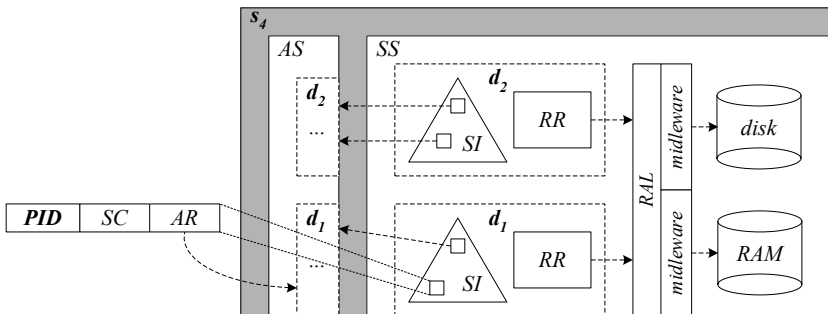 s4
AS
SS
d2
d2
...
SI
RR
RAL
midleware
disk
PID
SC
AR
d1
d1
...
SI
RR
midleware
RAM